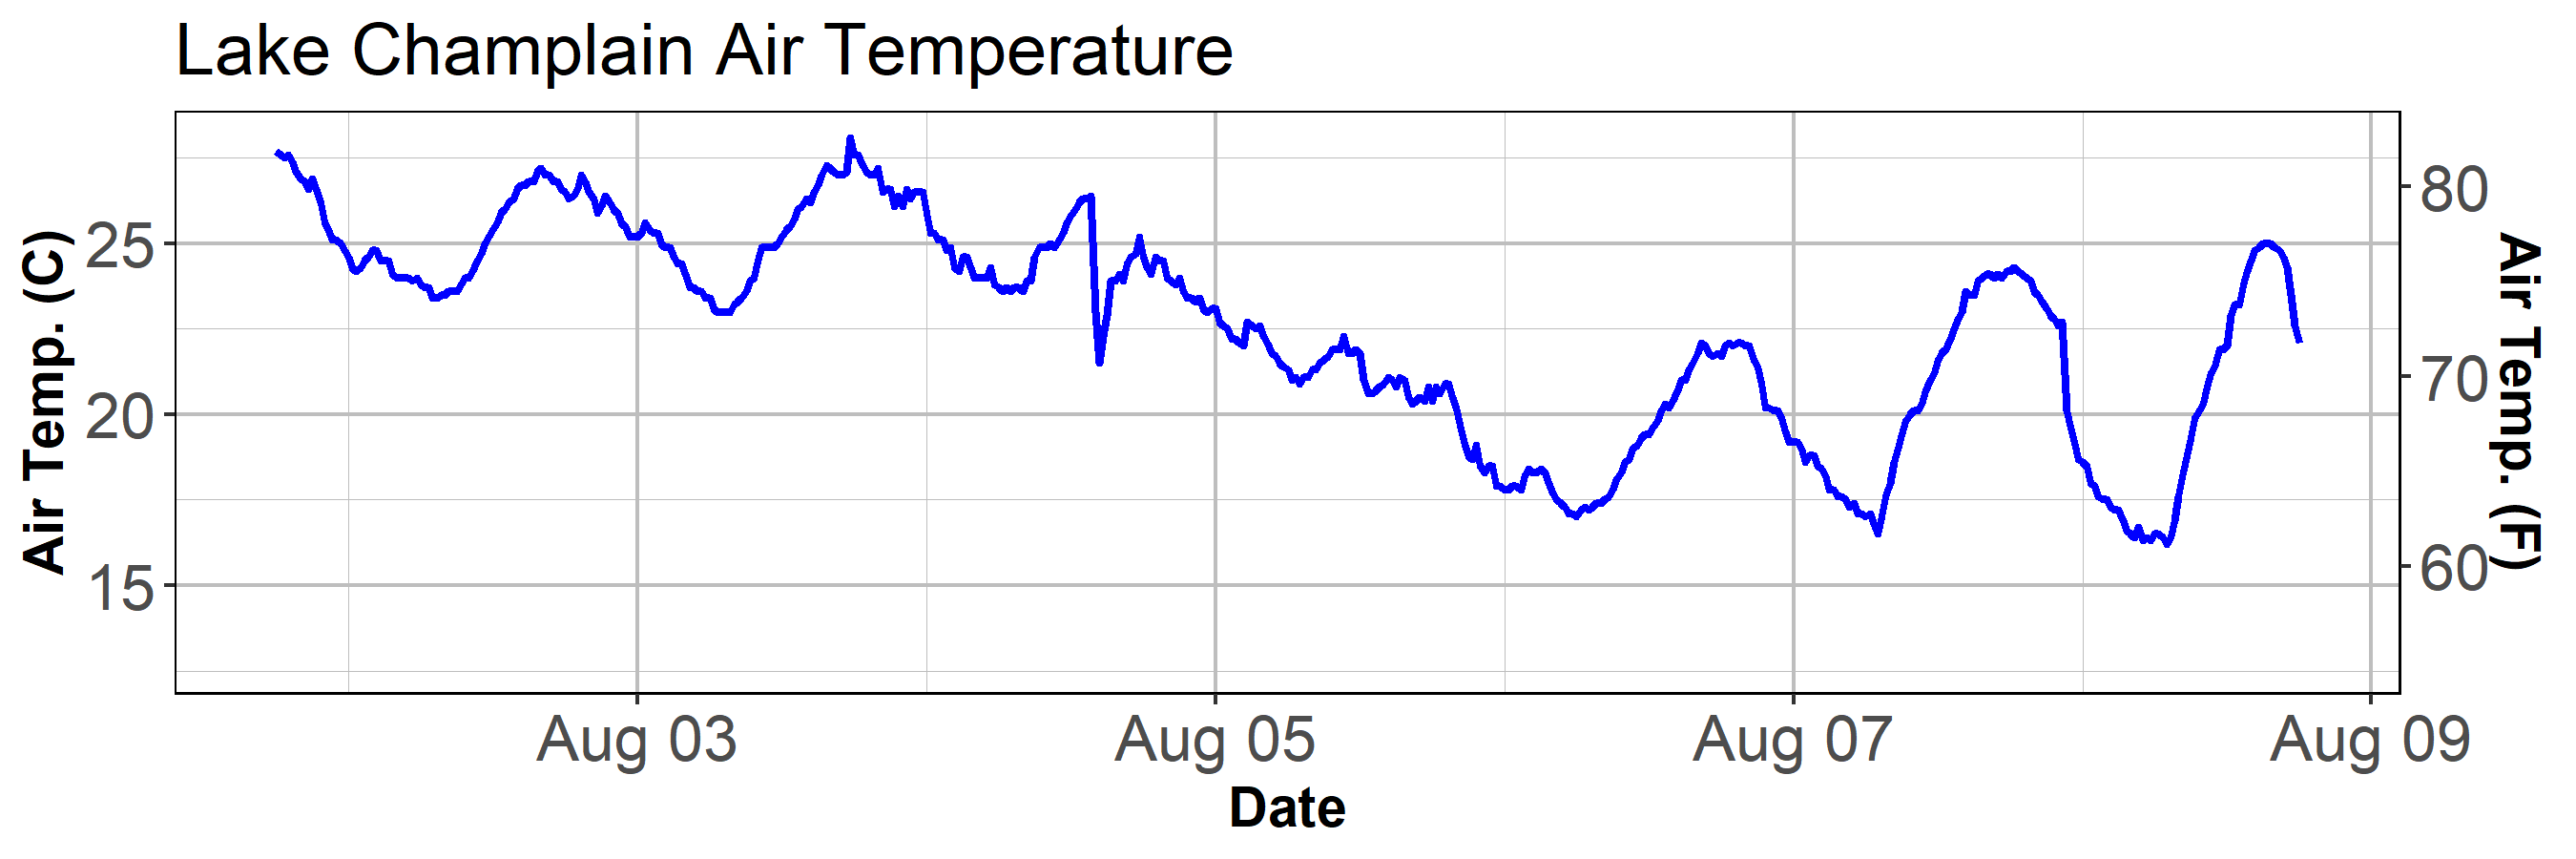 Lake Champlain Air Temperature
Air Temp. (C)
25
20
15
80
70
60
Air Temp. (F)
Aug 03
Aug 05
Aug 07
Aug 09
Date